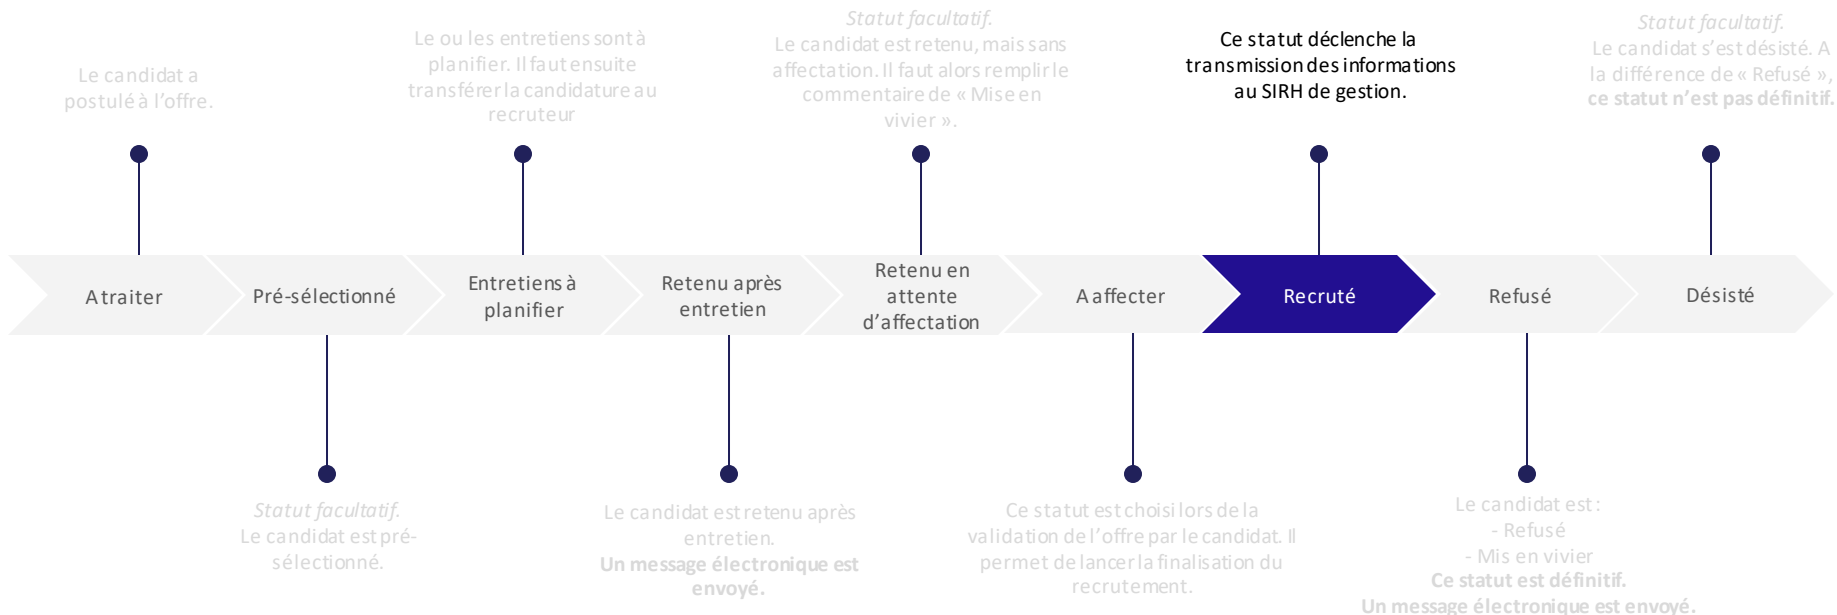 Le candidat a
postulé à l'offre.
Le ou les entretiens sont à
planifier. Il faut ensuite
transférer la candidature au
recruteur
Statut facultatif.
Le candidat est retenu, mais sans
affectation. Il faut alors remplir le
commentaire de « Mise en
vivier ».
Ce statut déclenche la
transmission des informations
au SIRH de gestion.
Statut facultatif.
Le candidat s'est désisté. A
la différence de « Refusé »,
ce statut n'est pas définitif.
A traiter
Pré-sélectionné
Entretiens à
planifier
Retenu après
entretien
Retenu en
attente
d'affectation
A affecter
Recruté
Refusé
Désisté
Statut facultatif.
Le candidat est pré-
sélectionné.
Le candidat est retenu après
entretien.
Un message électronique est
envoyé.
Ce statut est choisi lors de la
validation de l'offre par le candidat. Il
permet de lancer la finalisation du
recrutement.
Le candidat est :
- Refusé
- Mis en vivier
Ce statut est définitif.
Un message électronique est envoyé.